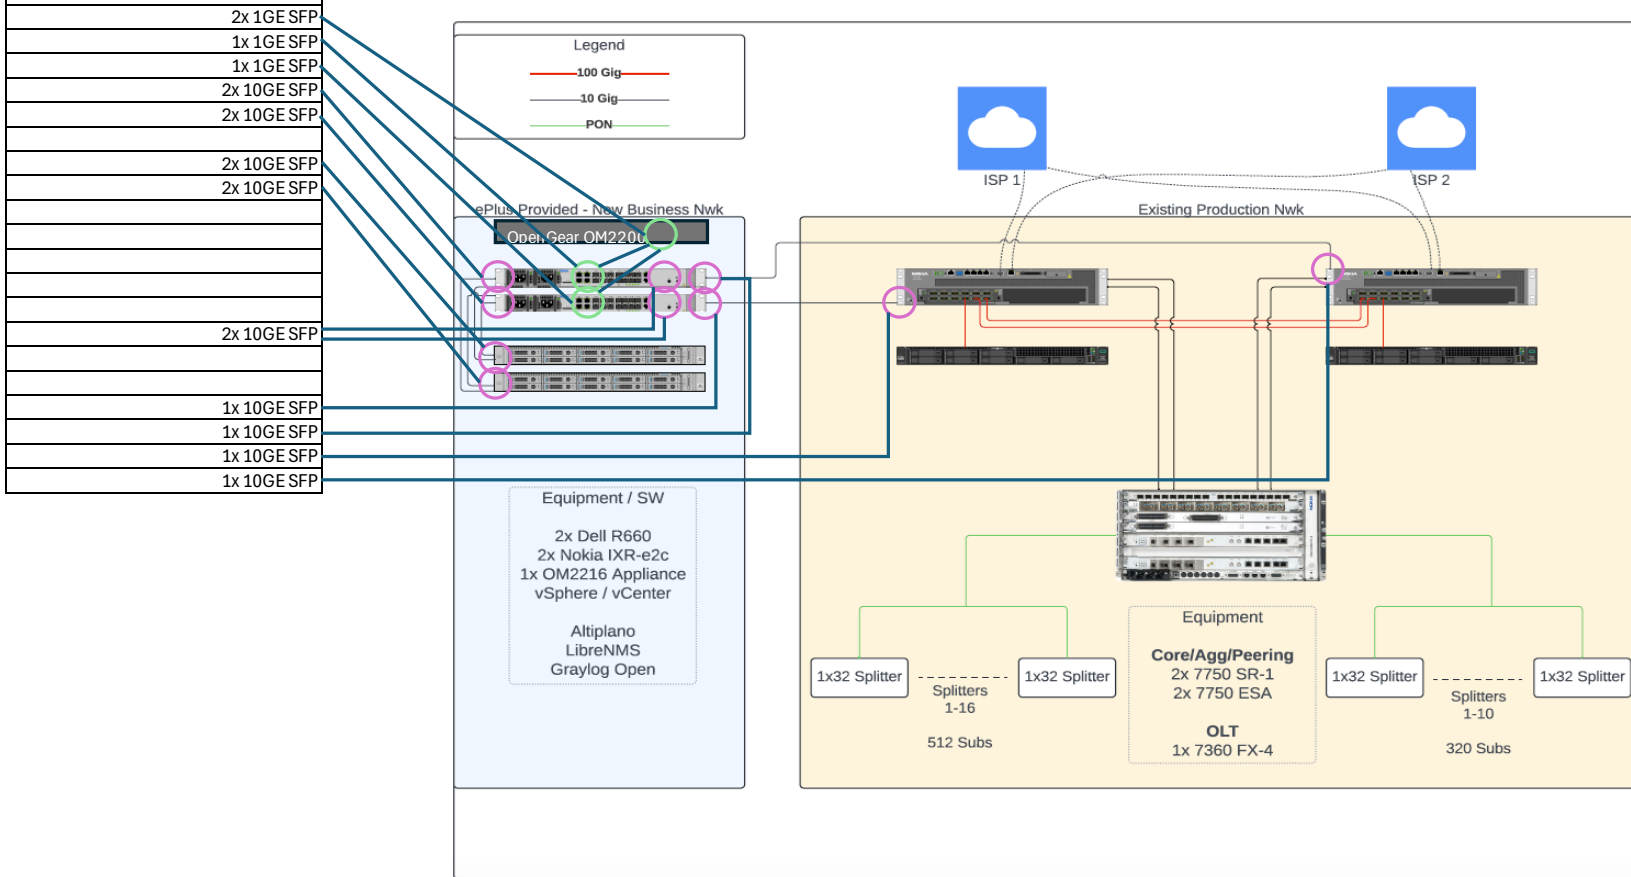 2x 1GE SFP
1x 1GE SFP
1x 1GE SFP
2x 10GE SFP
2x 10GE SFP
2x 10GE SFP
2x 10GE SFP
2x 10GE SFP
1x 10GE SFP
1x 10GE SFP
1x 10GE SFP
1x 10GE SFP
Legend
100 Gig
10 Gig
PON
ISP 1
ISP 2
ePlus Provided - New Business Nwk
OpenGear OM2200
Equipment / SW
2x Dell R660
2x Nokia IXR-e2c
1x OM2216 Appliance
vSphere / vCenter
Altiplano
LibreNMS
Graylog Open
Existing Production Nwk
1x32 Splitter
Splitters
1-16
512 Subs
1x32 Splitter
Equipment
Core/Agg/Peering
2x 7750 SR-1
2x 7750 ESA
OLT
1x 7360 FX-4
1x32 Splitter
Splitters
1-10
320 Subs
1x32 Splitter